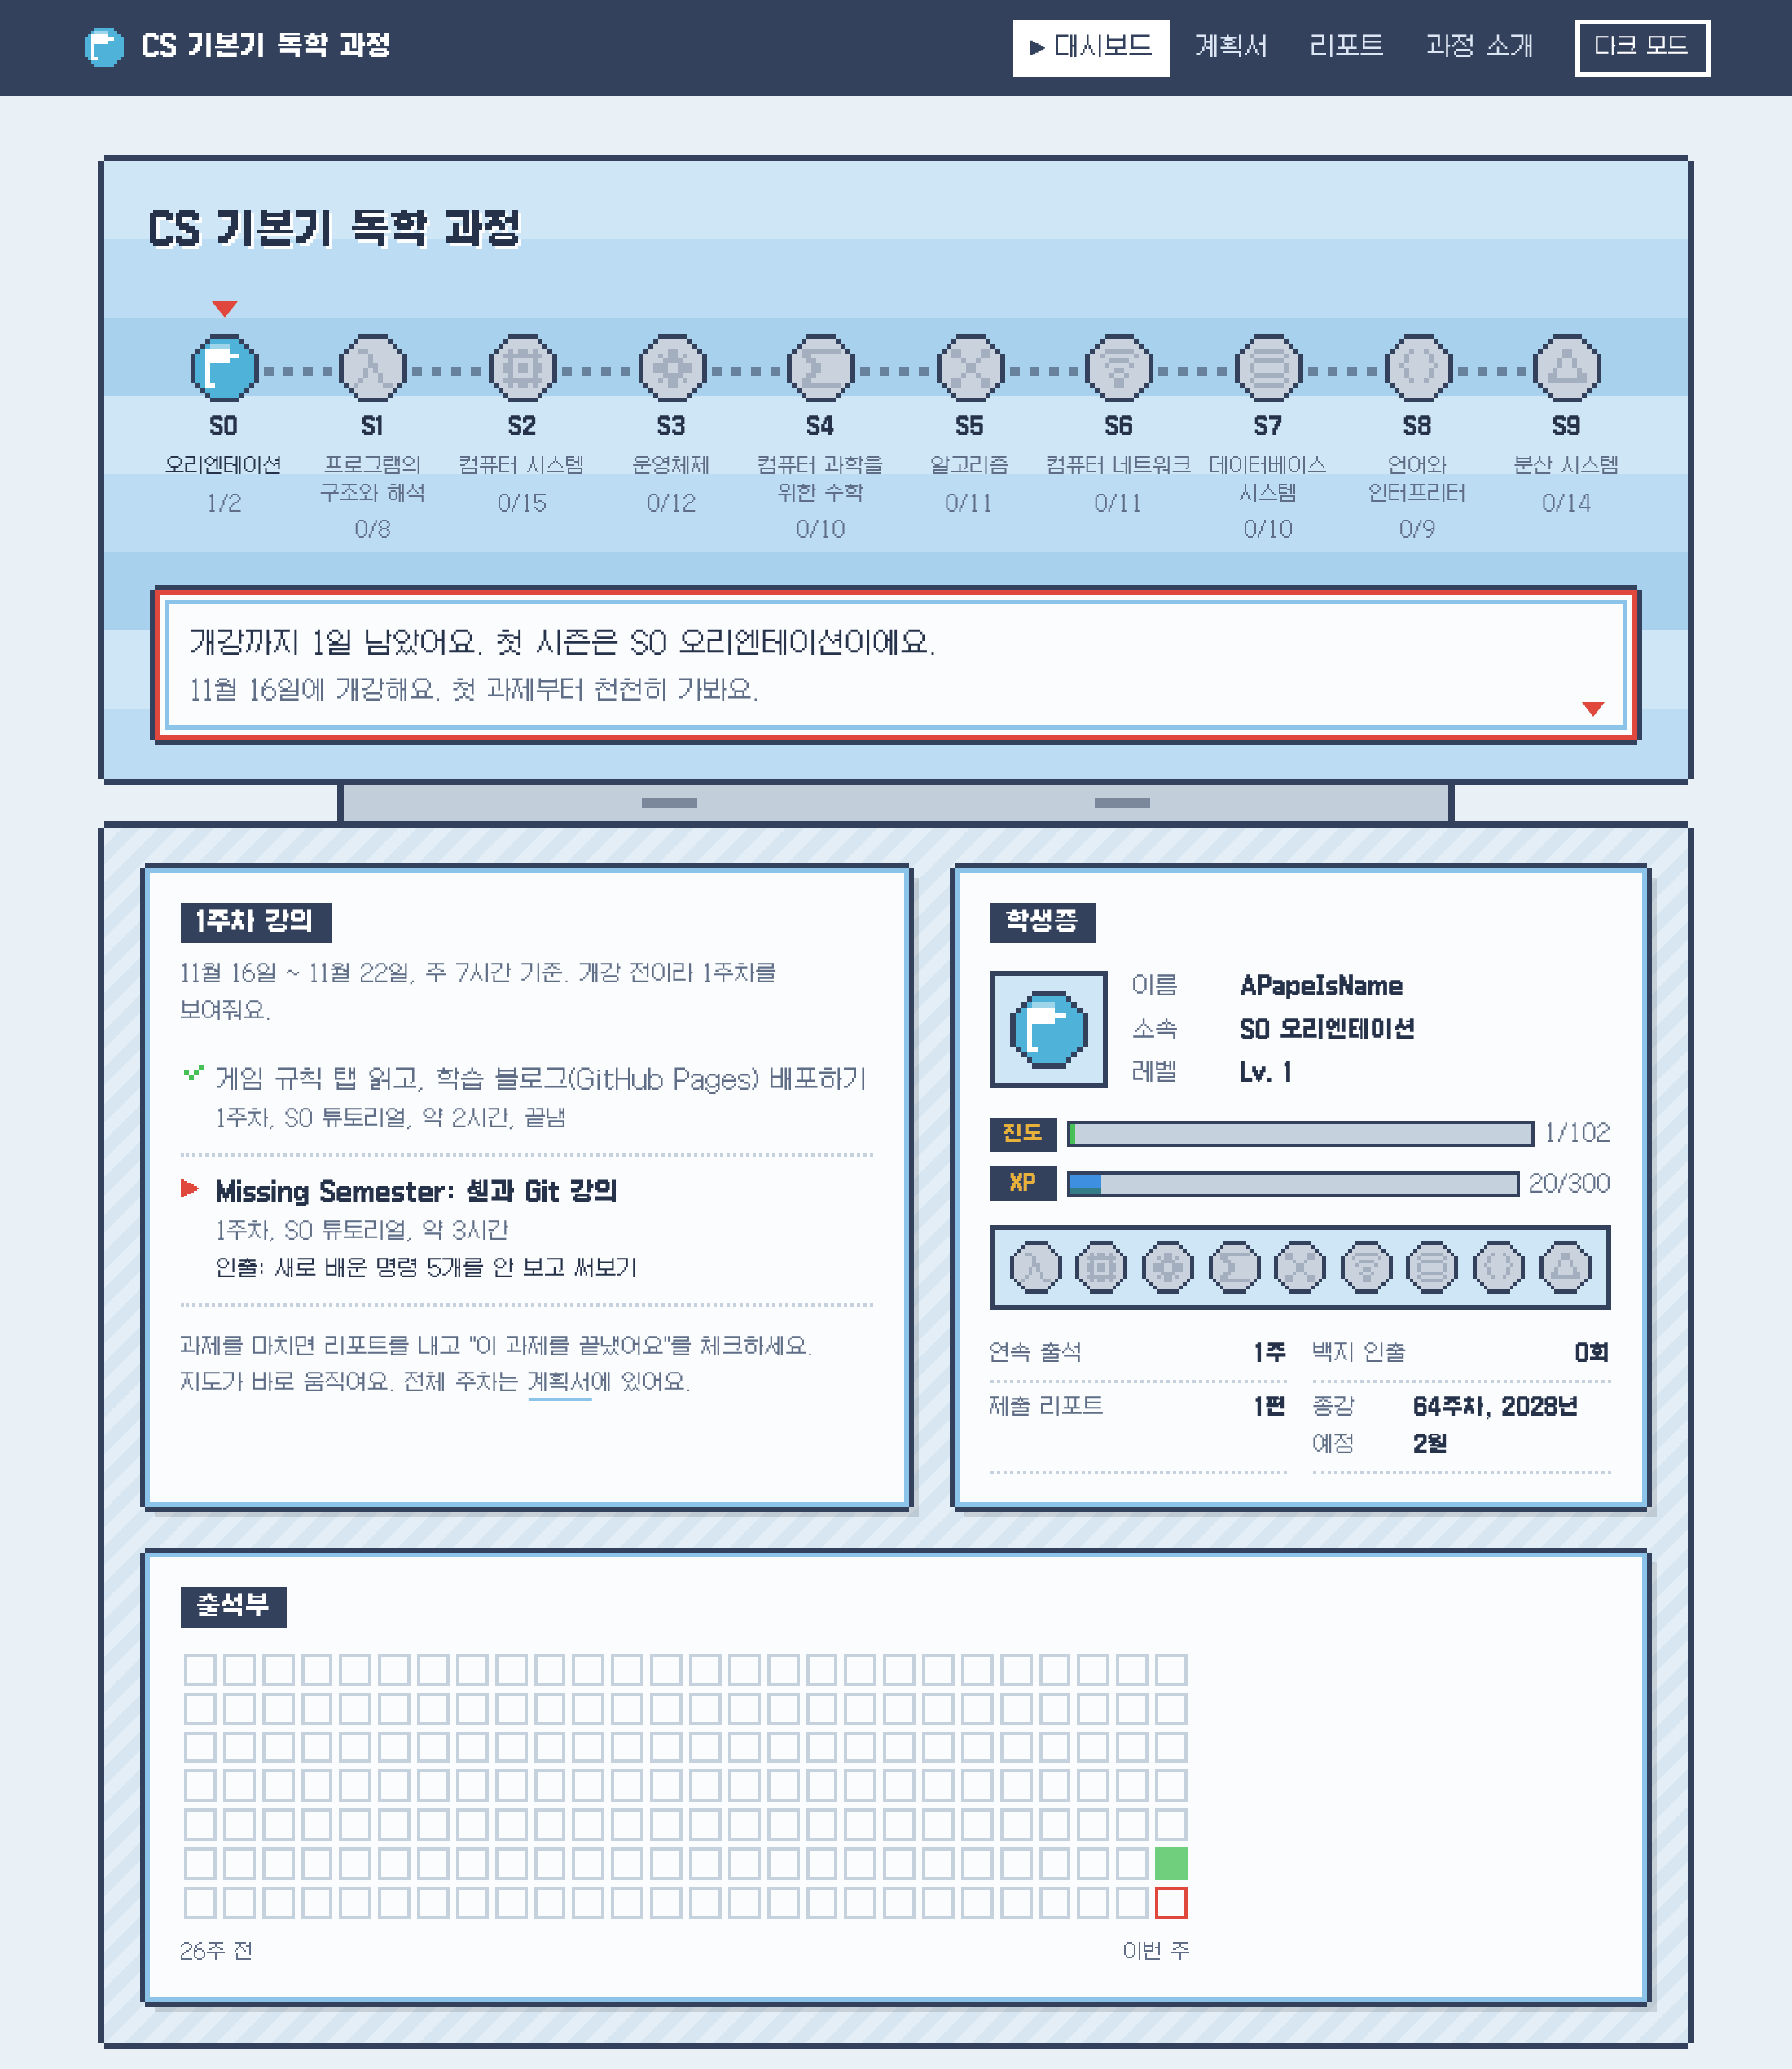 CS 기본기 독학 과정
▶ 대시보드
계획서
리포트
과정 소개
다크 모드
CS 기본기 독학 과정
S0
오리엔테이션
1/2
S1
프로그램의
구조와 해석
0/8
S2
컴퓨터 시스템
0/15
S3
운영체제
0/12
S4
컴퓨터 과학을
위한 수학
0/10
S5
알고리즘
0/11
S6
컴퓨터 네트워크
0/11
S7
데이터베이스
시스템
0/10
S8
언어와
인터프리터
0/9
S9
분산 시스템
0/14
개강까지 1일 남았어요. 첫 시즌은 S0 오리엔테이션이에요.
11월 16일에 개강해요. 첫 과제부터 천천히 가봐요.
1주차 강의
11월 16일 ~ 11월 22일, 주 7시간 기준. 개강 전이라 1주차를
보여줘요.
게임 규칙 탭 읽고, 학습 블로그(GitHub Pages) 배포하기
1주차, S0 튜토리얼, 약 2시간, 끝냄
Missing Semester: 셸과 Git 강의
1주차, S0 튜토리얼, 약 3시간
인출: 새로 배운 명령 5개를 안 보고 써보기
과제를 마치면 리포트를 내고 "이 과제를 끝냈어요"를 체크하세요.
지도가 바로 움직여요. 전체 주차는 계획서에 있어요.
학생증
이름 APapeIsName
소속 S0 오리엔테이션
레벨 Lv. 1
진도 1/102
XP 20/300
연속 출석 1주
백지 인출 0회
제출 리포트 1편
종강 64주차, 2028년
예정 2월
출석부
26주 전
이번 주